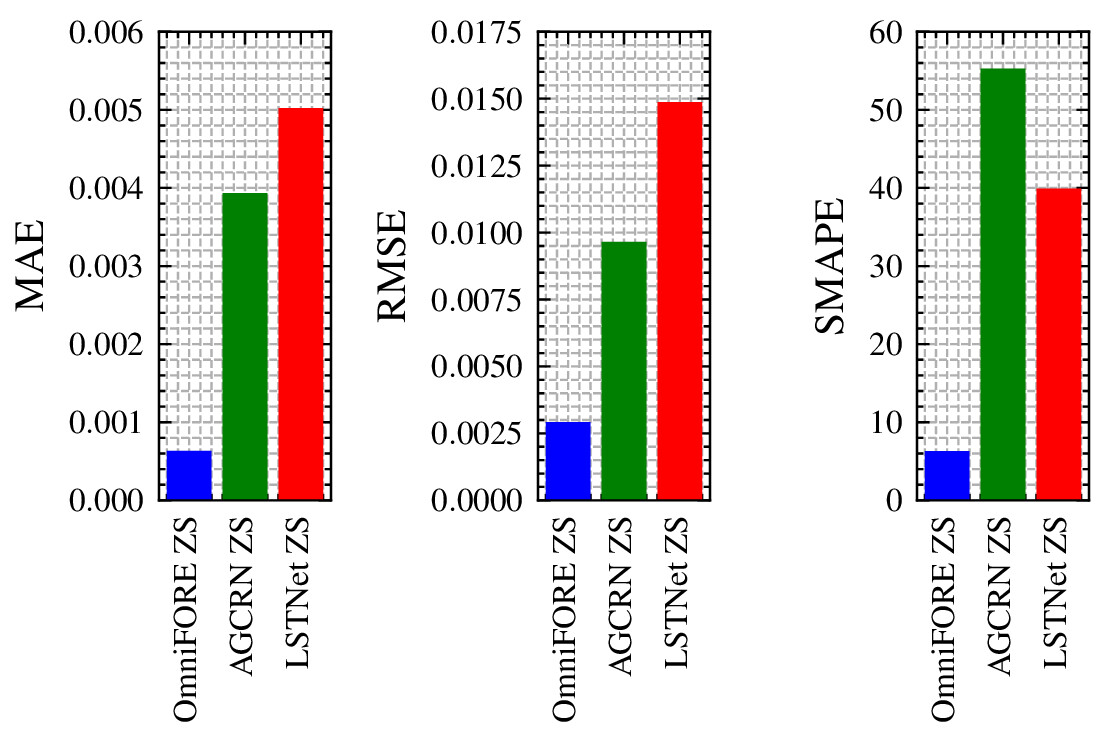 MAE
0.006
0.005
0.004
0.003
0.002
0.001
0.000
OmniFORE ZS
AGCRN ZS
LSTNet ZS
RMSE
0.0175
0.0150
0.0125
0.0100
0.0075
0.0050
0.0025
0.0000
OmniFORE ZS
AGCRN ZS
LSTNet ZS
SMAPE
60
50
40
30
20
10
0
OmniFORE ZS
AGCRN ZS
LSTNet ZS